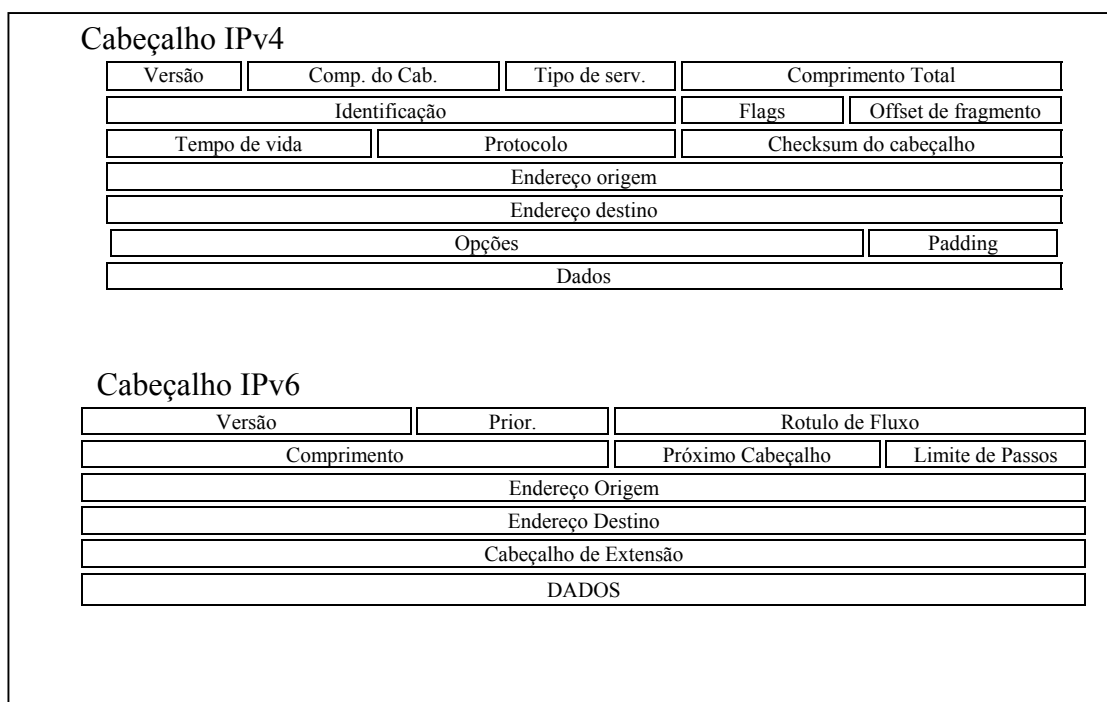 Cabeçalho IPv4
Versão Comp. do Cab. Tipo de serv. Comprimento Total
Identificação Flags Offset de fragmento
Tempo de vida Protocolo Checksum do cabeçalho
Endereço origem
Endereço destino
Opções Padding
Dados
Cabeçalho IPv6
Versão Prior. Rotulo de Fluxo
Comprimento Próximo Cabeçalho Limite de Passos
Endereço Origem
Endereço Destino
Cabeçalho de Extensão
DADOS